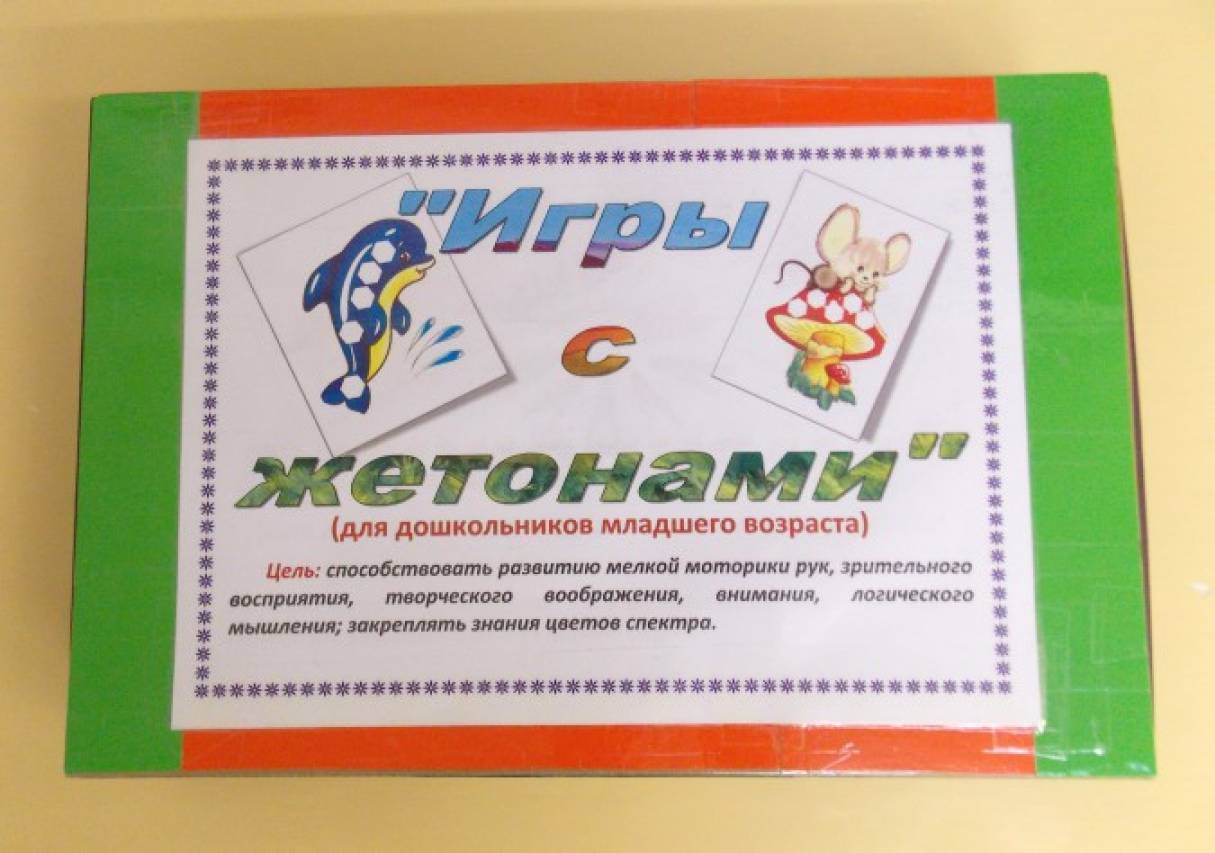 "Игры
с
жетонами"
(для дошкольников младшего возраста)
Цель: способствовать развитию мелкой моторики рук, зрительного
восприятия, творческого воображения, внимания, логического
мышления; закреплять знания цветов спектра.